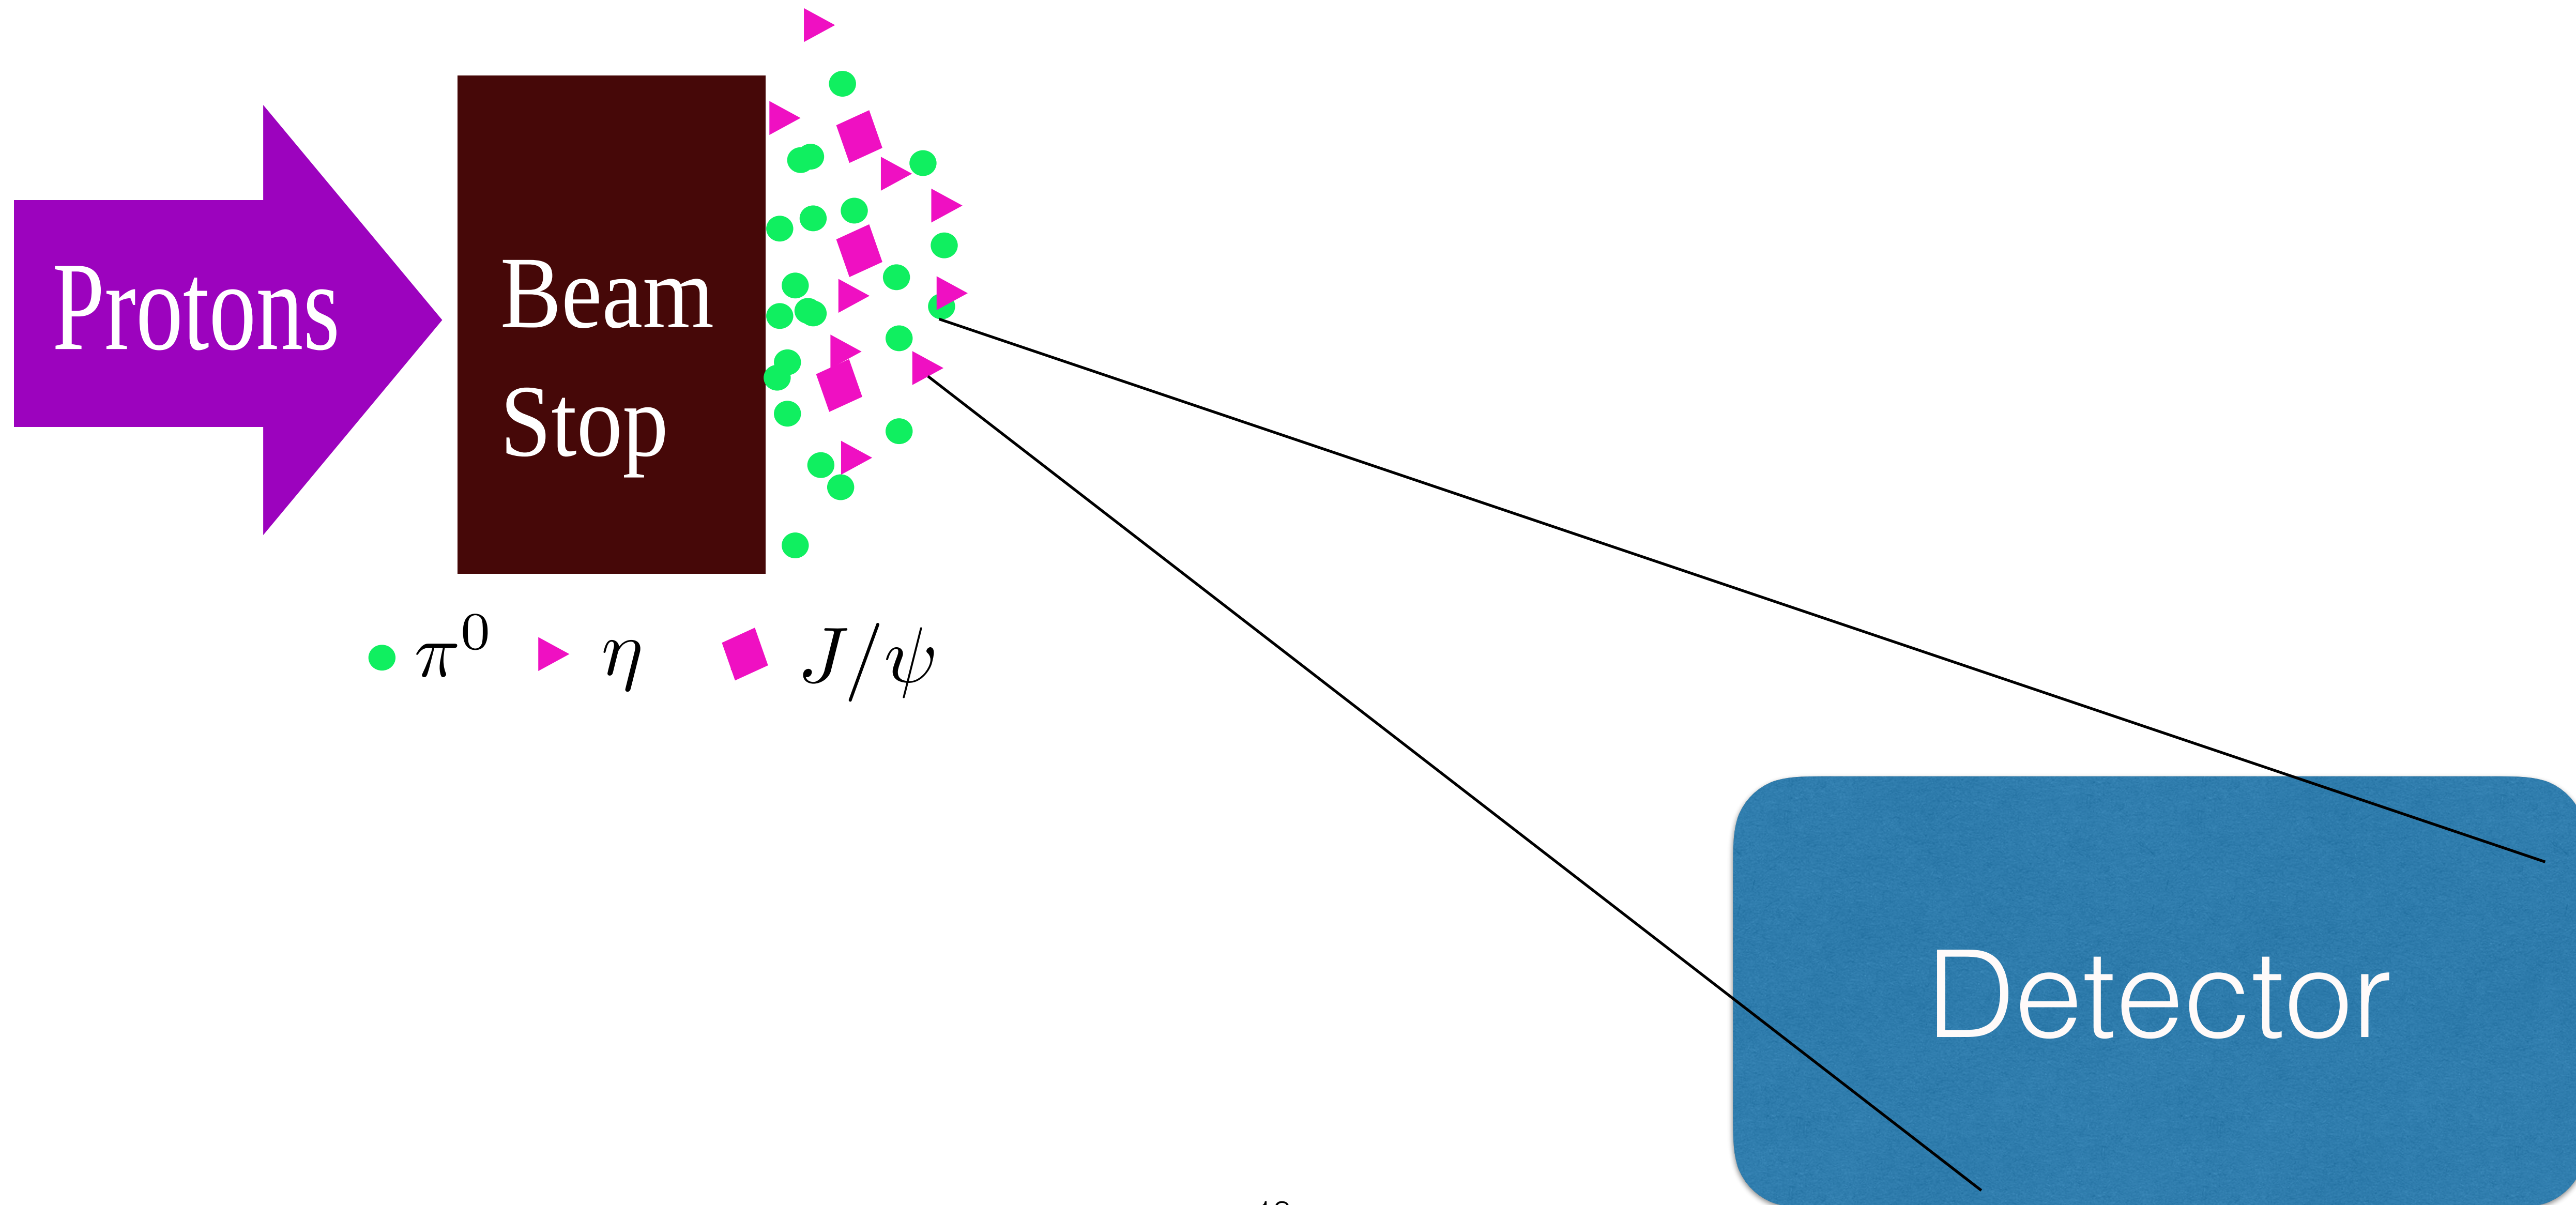 Protons
Beam
Stop
π⁰ η J/ψ
Detector